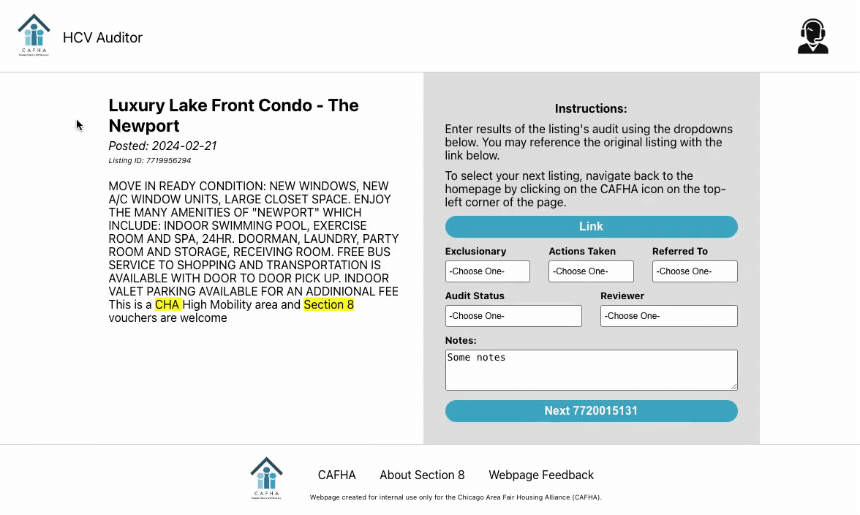 CAFHA
HCV Auditor
Luxury Lake Front Condo - The
Newport
Posted: 2024-02-21
Listing ID: 7719956294
MOVE IN READY CONDITION: NEW WINDOWS, NEW
A/C WINDOW UNITS, LARGE CLOSET SPACE. ENJOY
THE MANY AMENITIES OF "NEWPORT" WHICH
INCLUDE: INDOOR SWIMMING POOL, EXERCISE
ROOM AND SPA, 24HR. DOORMAN, LAUNDRY, PARTY
ROOM AND STORAGE, RECEIVING ROOM. FREE BUS
SERVICE TO SHOPPING AND TRANSPORTATION IS
AVAILABLE WITH DOOR TO DOOR PICK UP. INDOOR
VALET PARKING AVAILABLE FOR AN ADDINIONAL FEE
This is a CHA High Mobility area and Section 8
vouchers are welcome
Instructions:
Enter results of the listing's audit using the dropdowns
below. You may reference the original listing with the
link below.
To select your next listing, navigate back to the
homepage by clicking on the CAFHA icon on the top-
left corner of the page.
Link
Exclusionary Actions Taken Referred To
-Choose One- -Choose One- -Choose One-
Audit Status Reviewer
-Choose One- -Choose One-
Notes:
Some notes
Next 7720015131
CAFHA
CAFHA About Section 8 Webpage Feedback
Webpage created for internal use only for the Chicago Area Fair Housing Alliance (CAFHA).